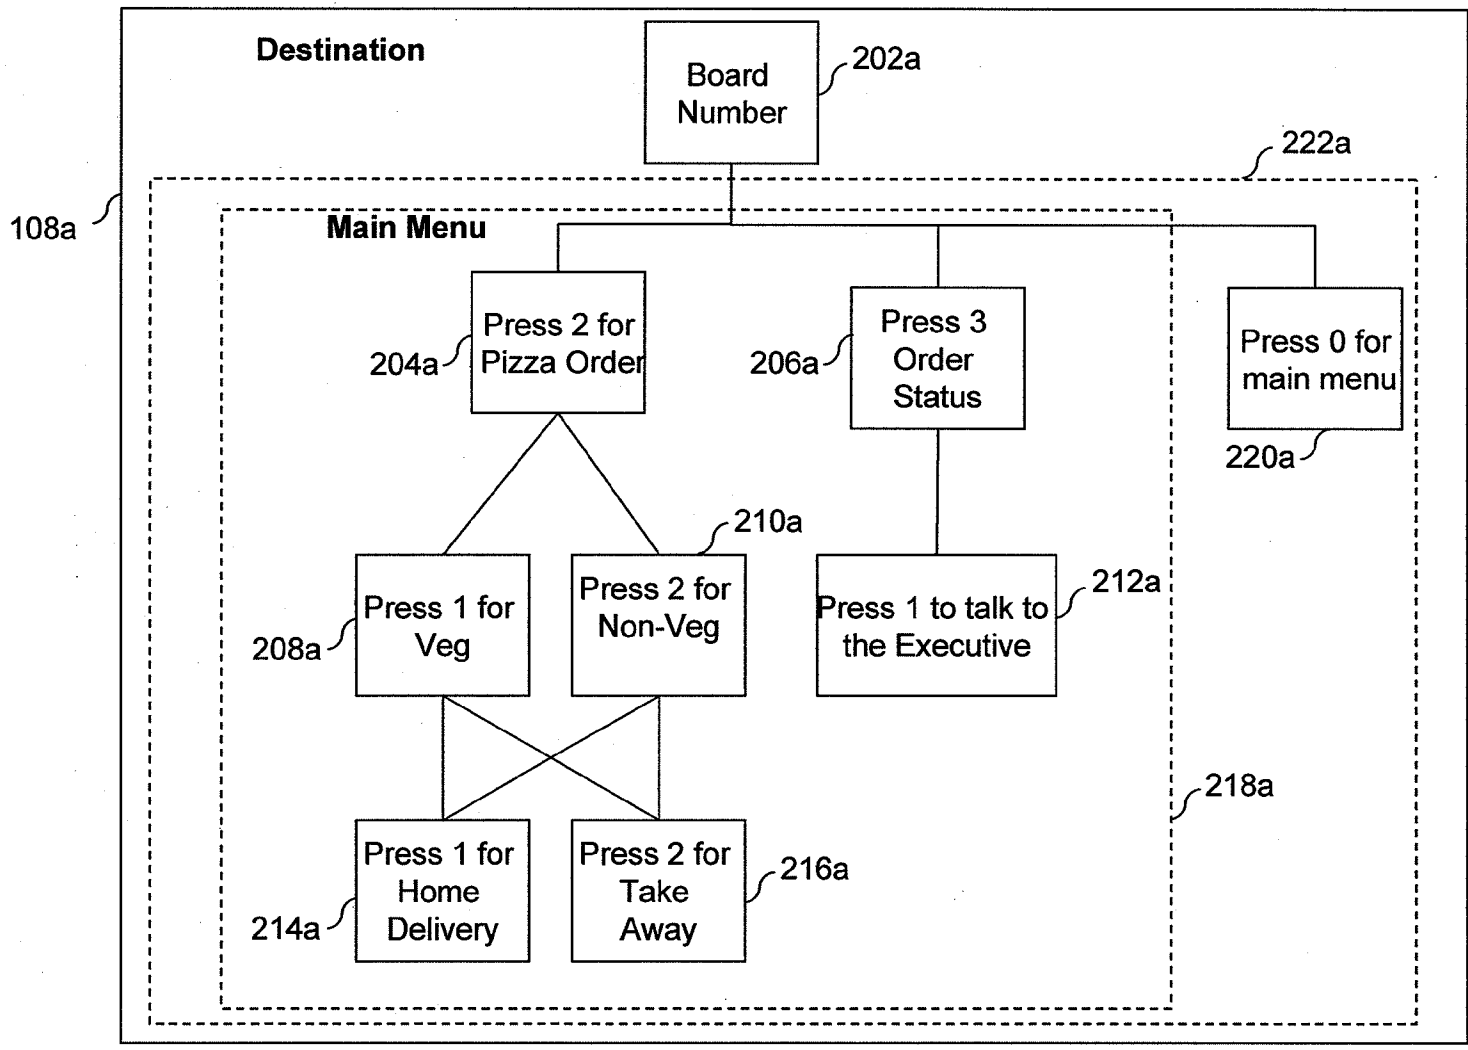 Destination
Board
Number
202a
222a
108a
Main Menu
Press 2 for
Pizza Order
204a
Press 3
Order
Status
206a
Press 0 for
main menu
220a
210a
Press 1 for
Veg
208a
Press 2 for
Non-Veg
Press 1 to talk to
the Executive
212a
218a
Press 1 for
Home
Delivery
214a
Press 2 for
Take
Away
216a